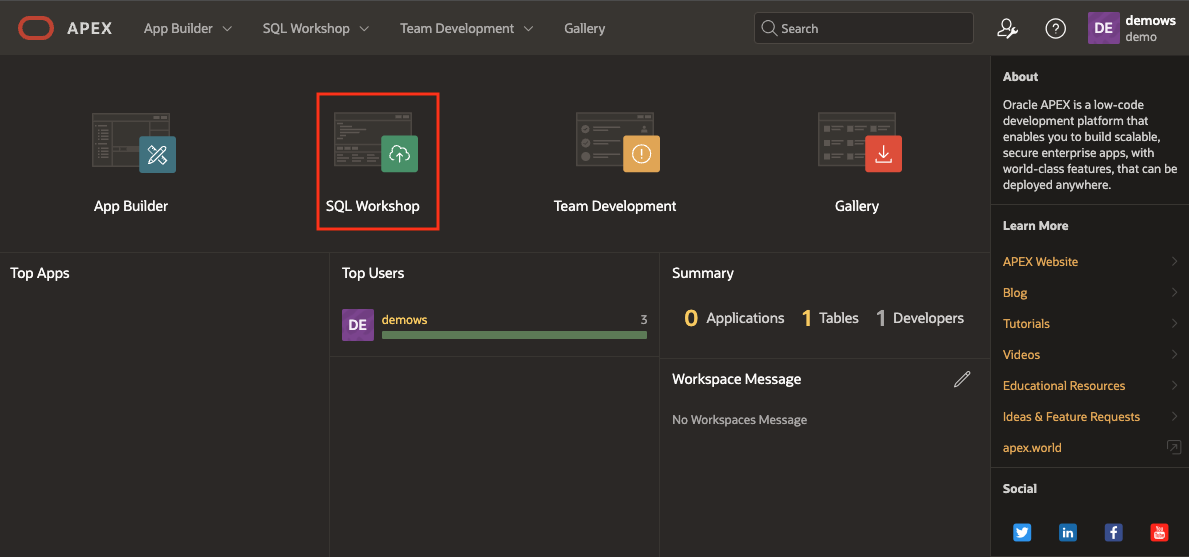 APEX App Builder SQL Workshop Team Development Gallery Search DE demows
demo
App Builder SQL Workshop Team Development Gallery
About
Oracle APEX is a low-code
development platform that
enables you to build scalable,
secure enterprise apps, with
world-class features, that can be
deployed anywhere.
Learn More
APEX Website
Blog
Tutorials
Videos
Educational Resources
Ideas & Feature Requests
apex.world
Social
Top Apps
Top Users
DE demows 3
Summary
0 Applications 1 Tables 1 Developers
Workspace Message
No Workspaces Message